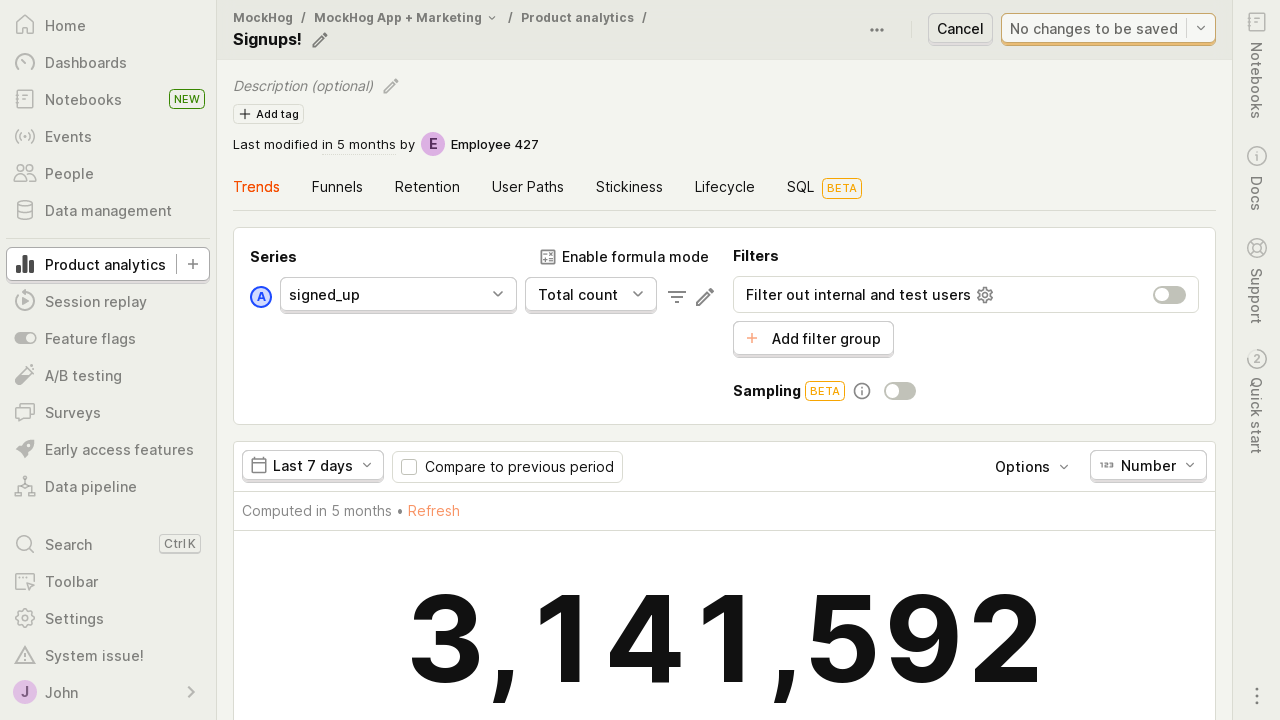 Home
Dashboards
Notebooks NEW
Events
People
Data management
Product analytics
Session replay
Feature flags
A/B testing
Surveys
Early access features
Data pipeline
Search Ctrl K
Toolbar
Settings
System issue!
J John
MockHog / MockHog App + Marketing / Product analytics /
Signups!
Cancel
No changes to be saved
Description (optional)
Add tag
Last modified in 5 months by E Employee 427
Trends Funnels Retention User Paths Stickiness Lifecycle SQL BETA
Series
Enable formula mode
A signed_up Total count
Filters
Filter out internal and test users
Add filter group
Sampling BETA
Last 7 days
Compare to previous period
Options
123 Number
Computed in 5 months • Refresh
3,141,592
Notebooks
Docs
Support
2 Quick start